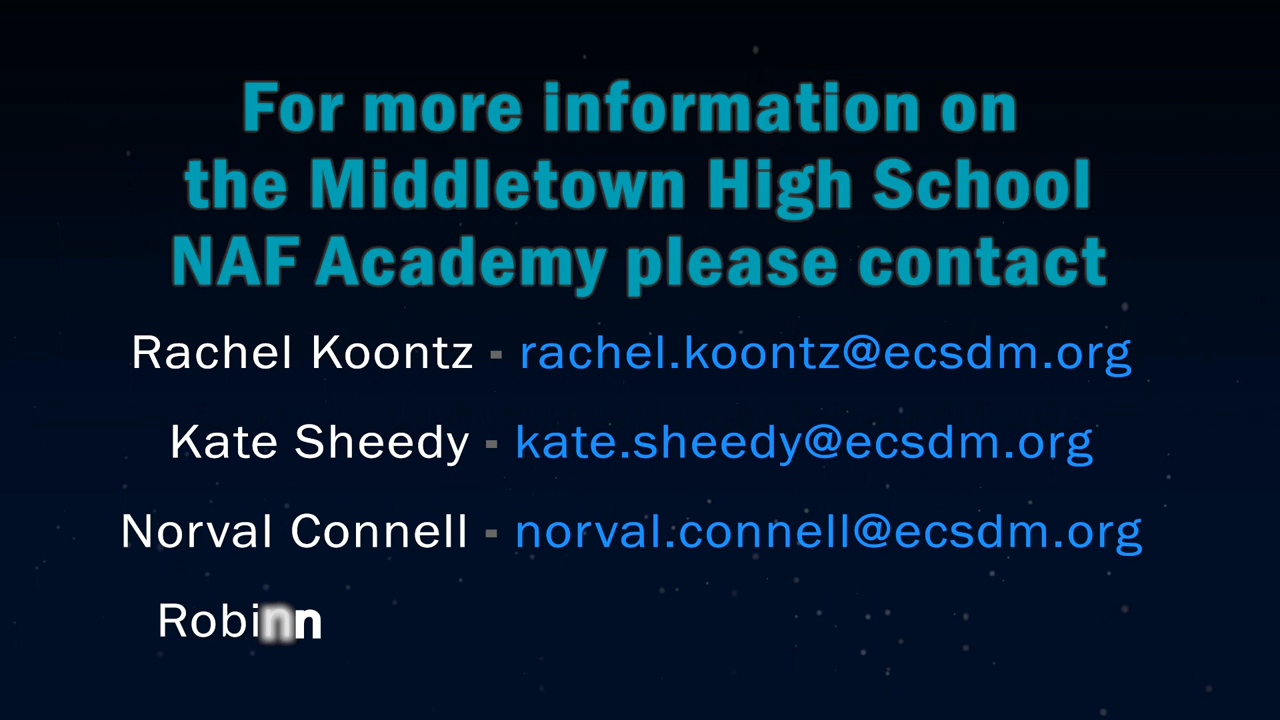 For more information on
the Middletown High School
NAF Academy please contact
Rachel Koontz - rachel.koontz@ecsdm.org
Kate Sheedy - kate.sheedy@ecsdm.org
Norval Connell - norval.connell@ecsdm.org